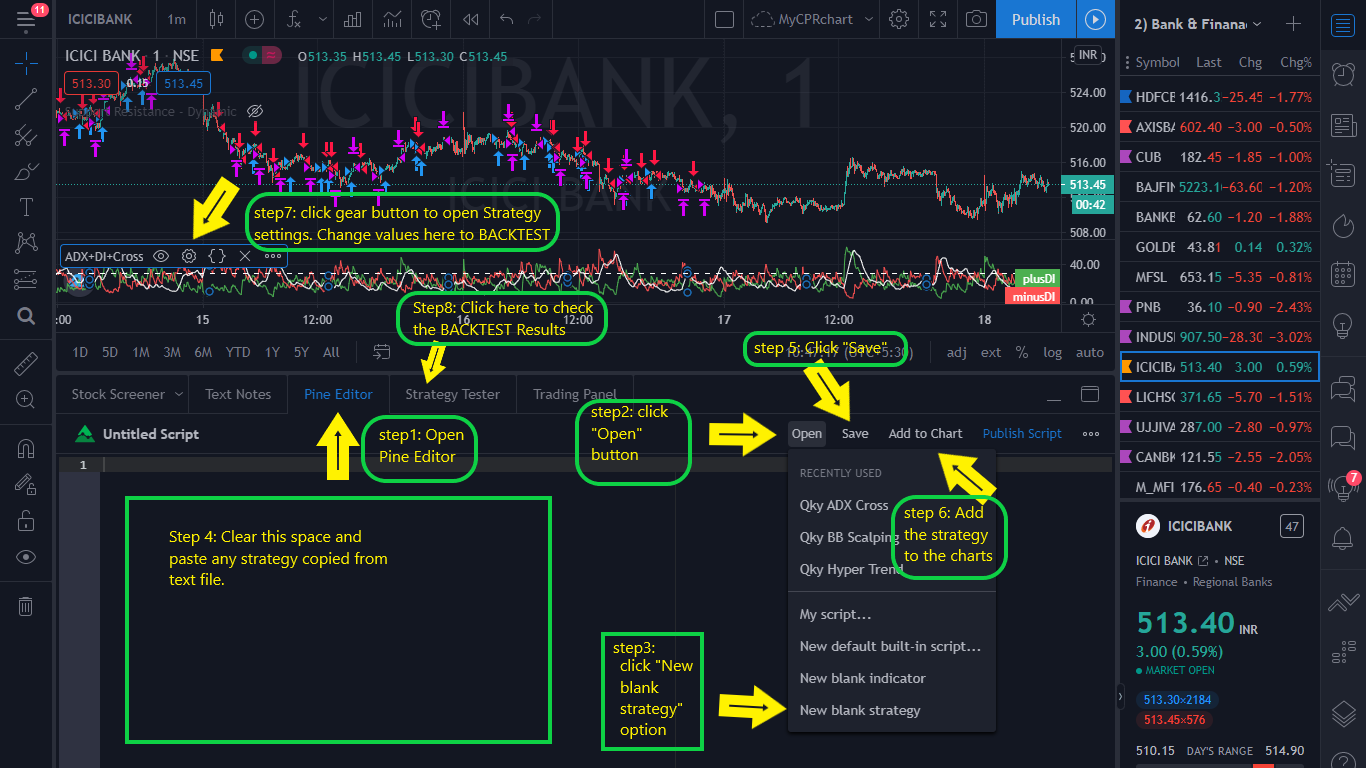 11
ICICIBANK
1m
MyCPRchart
Publish
2) Bank & Finana
ICICI BANK · 1 · NSE
O513.35 H513.45 L513.30 C513.45
INR
513.30 0.15 513.45
ICICIBANK, 1
ICICI BANK
524.00
520.00
516.00
513.45
00:42
508.00
step7: click gear button to open Strategy
settings. Change values here to BACKTEST
ADX+DI+Cross
40.00
plusDI
minusDI
0.00
Step8: Click here to check
the BACKTEST Results
:00 15 12:00 16 17 12:00 18
1D 5D 1M 3M 6M YTD 1Y 5Y All
step 5: Click "Save"
adj ext % log auto
Stock Screener
Text Notes
Pine Editor
Strategy Tester
Trading Panel
Untitled Script
step1: Open
Pine Editor
step2: click
"Open"
button
Open
Save
Add to Chart
Publish Script
1
Step 4: Clear this space and
paste any strategy copied from
text file.
RECENTLY USED
Qky ADX Cross
Qky BB Scalping
Qky Hyper Trend
My script...
New default built-in script...
New blank indicator
New blank strategy
step 6: Add
the strategy
to the charts
step3:
click "New
blank
strategy"
option
Symbol Last Chg Chg%
HDFCB 1416.3 −25.45 −1.77%
AXISBA 602.40 −3.00 −0.50%
CUB 182.45 −1.85 −1.00%
BAJFIN 5223.1 −63.60 −1.20%
BANKB 62.60 −1.20 −1.88%
GOLDE 43.81 0.14 0.32%
MFSL 653.15 −5.35 −0.81%
PNB 36.10 −0.90 −2.43%
INDUS 907.50 −28.30 −3.02%
ICICIBA 513.40 3.00 0.59%
LICHSG 371.65 −5.70 −1.51%
UJJIVA 287.00 −2.80 −0.97%
CANBK 121.55 −2.55 −2.05%
M_MFI 176.65 −0.40 −0.23%
7
ICICIBANK
47
ICICI BANK • NSE
Finance • Regional Banks
513.40 INR
3.00 (0.59%)
MARKET OPEN
513.30×2184
513.45×576
510.15 DAY'S RANGE 514.90